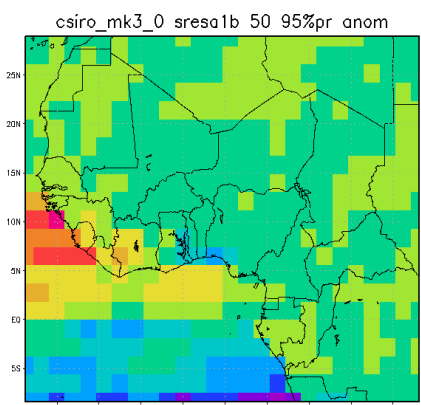 csiro_mk3_0 sresa1b 50 95%pr anom
25N
20N
15N
10N
5N
EQ
5S